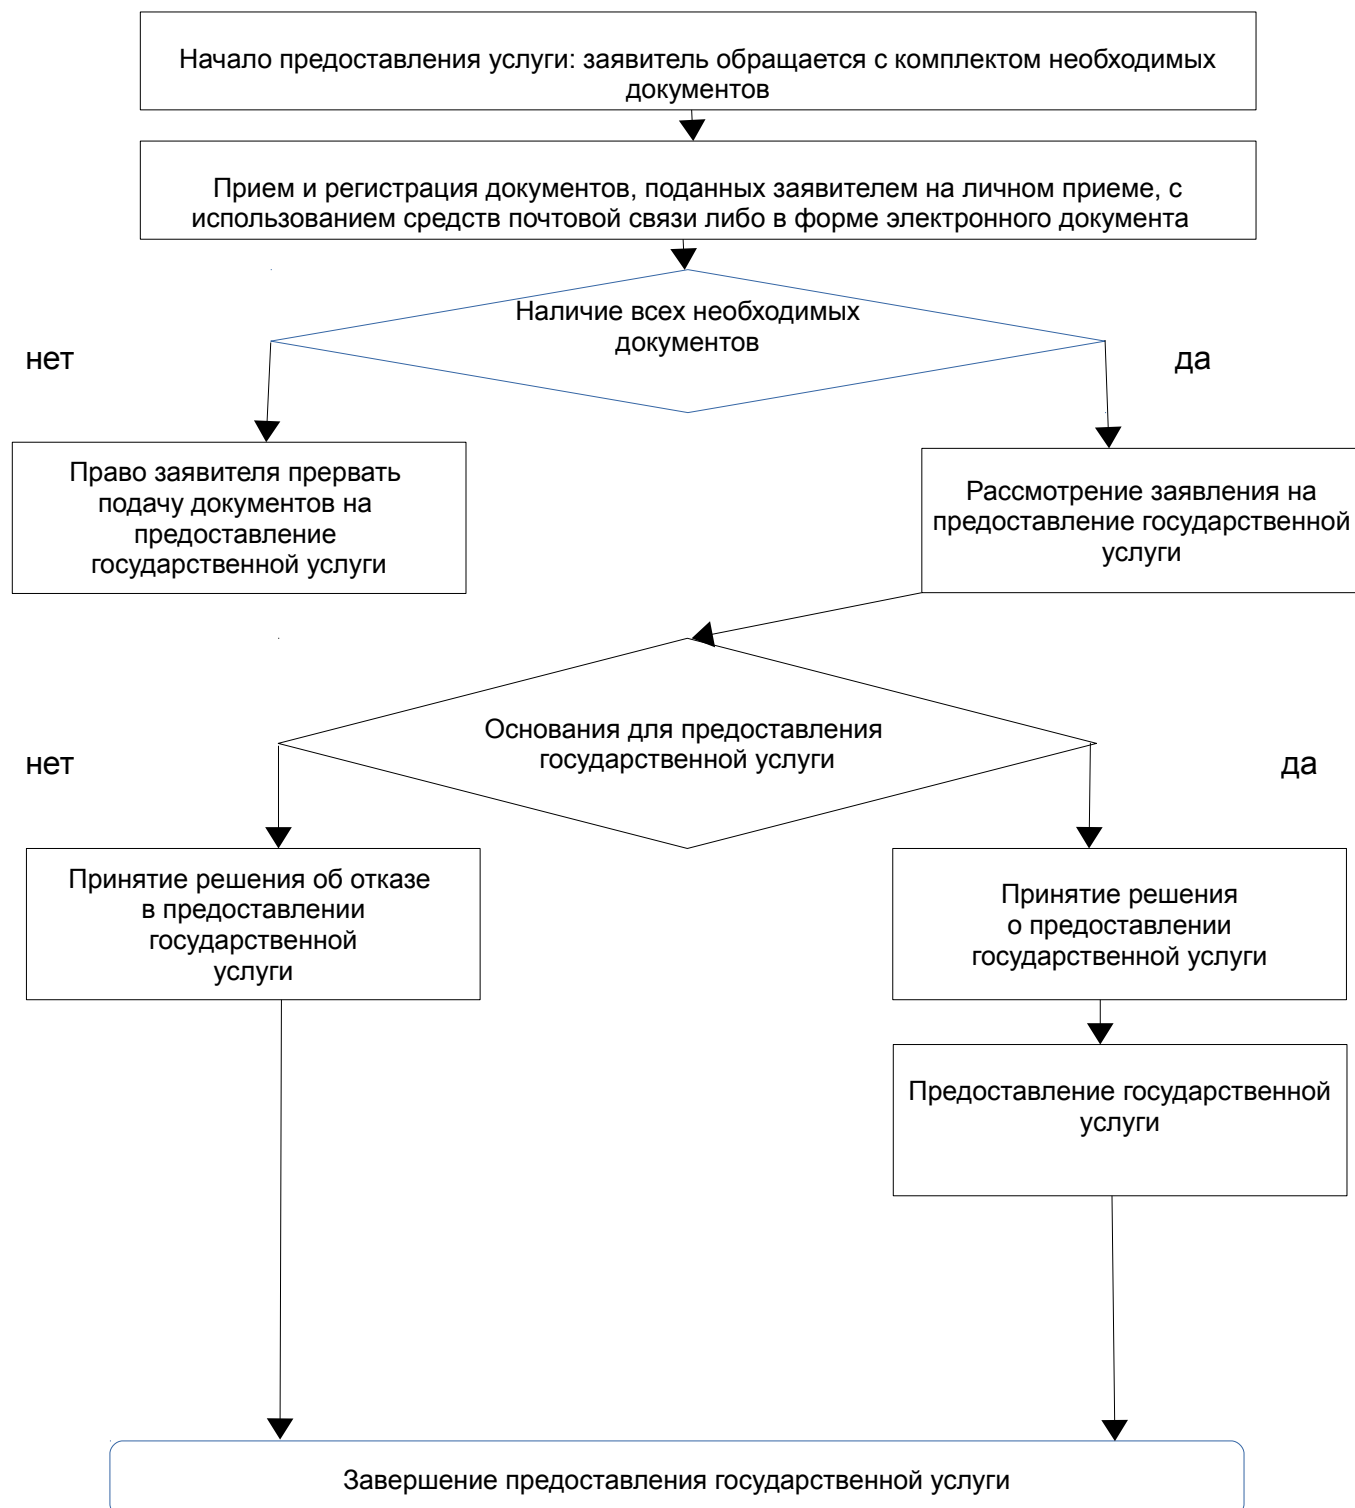 Начало предоставления услуги: заявитель обращается с комплектом необходимых
документов
Прием и регистрация документов, поданных заявителем на личном приеме, с
использованием средств почтовой связи либо в форме электронного документа
Наличие всех необходимых
документов
нет
да
Право заявителя прервать
подачу документов на
предоставление
государственной услуги
Рассмотрение заявления на
предоставление государственной
услуги
Основания для предоставления
государственной услуги
нет
да
Принятие решения об отказе
в предоставлении
государственной
услуги
Принятие решения
о предоставлении
государственной услуги
Предоставление государственной
услуги
Завершение предоставления государственной услуги